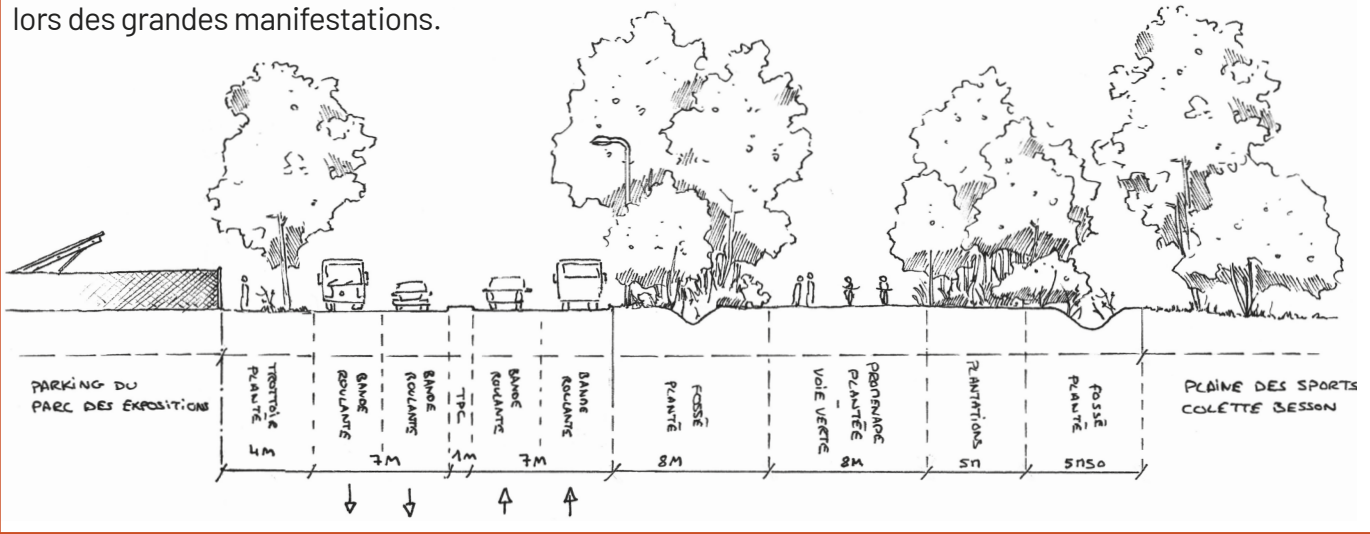 lors des grandes manifestations.
PARKING DU
PARC DES EXPOSITIONS
TROTTOIR
PLANTÉ
4M
BANDE
ROULANTE
BANDE
ROULANTE
7M
TPC
1M
BANDE
ROULANTE
BANDE
ROULANTE
7M
FOSSÉ
PLANTÉ
8M
PROMENADE
PLANTÉE
-
VOIE VERTE
8M
PLANTATIONS
5M
FOSSÉ
PLANTÉ
5M50
PLAINE DES SPORTS
COLETTE BESSON